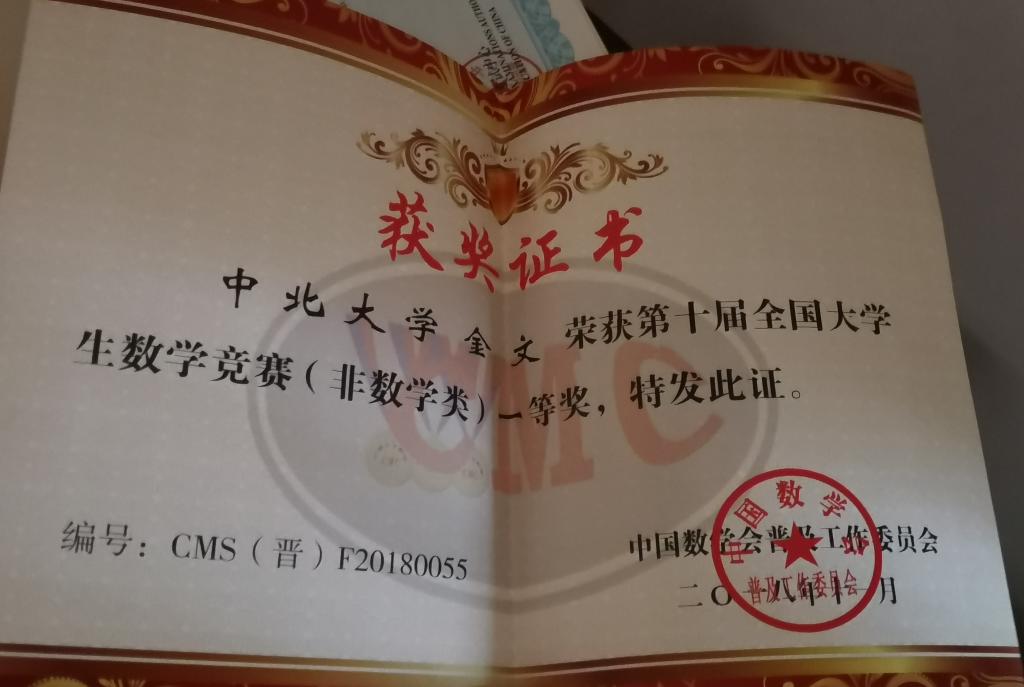 获奖证书
中北大学金文荣获第十届全国大学
生数学竞赛（非数学类）一等奖，特发此证。
编号：CMS（晋）F20180055
中国数学会普及工作委员会
二〇一八年十一月
中国数学会
普及工作委员会
CMC